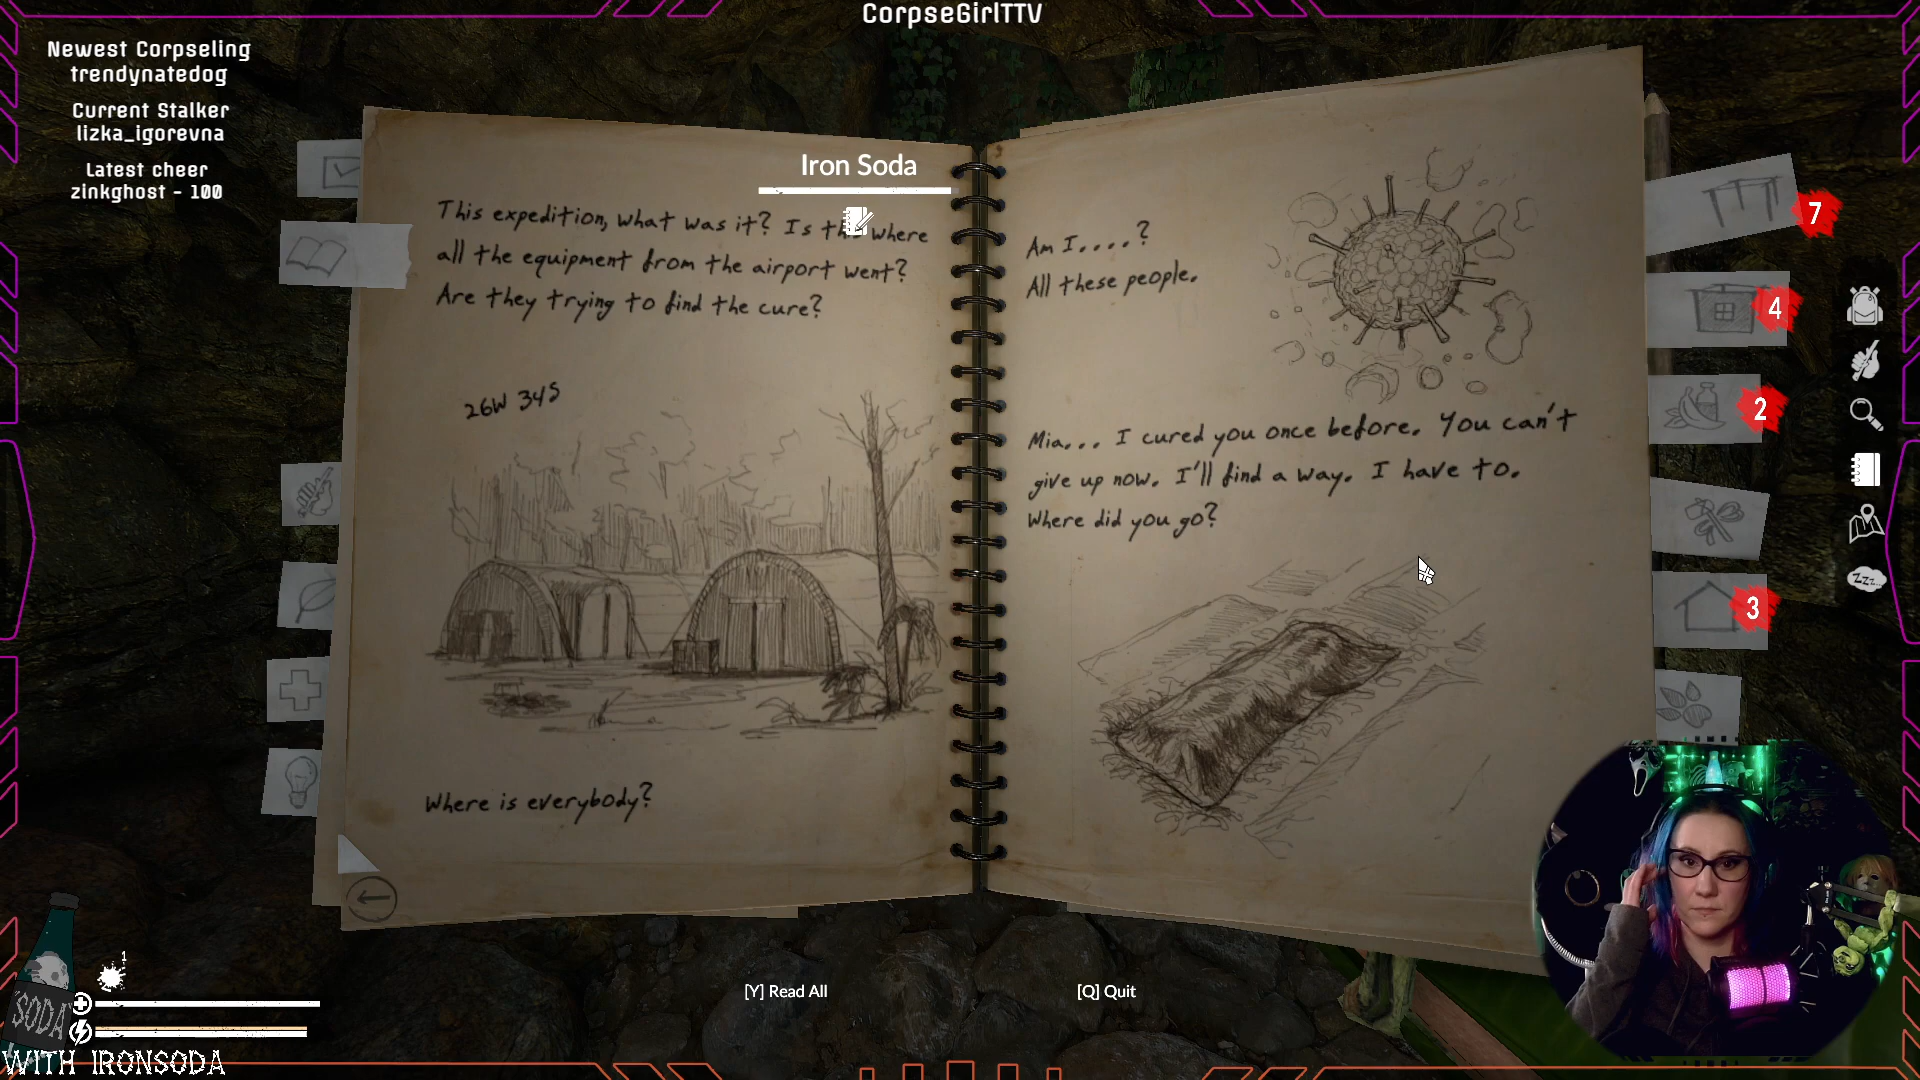 CorpseGirlTTV
Newest Corpseling
trendynatedog
Current Stalker
lizka_igorevna
Latest cheer
zinkghost - 100
Iron Soda
This expedition, what was it? Is this where
all the equipment from the airport went?
Are they trying to find the cure?
26W 34S
Where is everybody?
Am I....?
All these people.
Mia... I cured you once before. You can't
give up now. I'll find a way. I have to.
Where did you go?
7
4
2
3
Zzz...
1
SODA
WITH IRONSODA
[Y] Read All
[Q] Quit